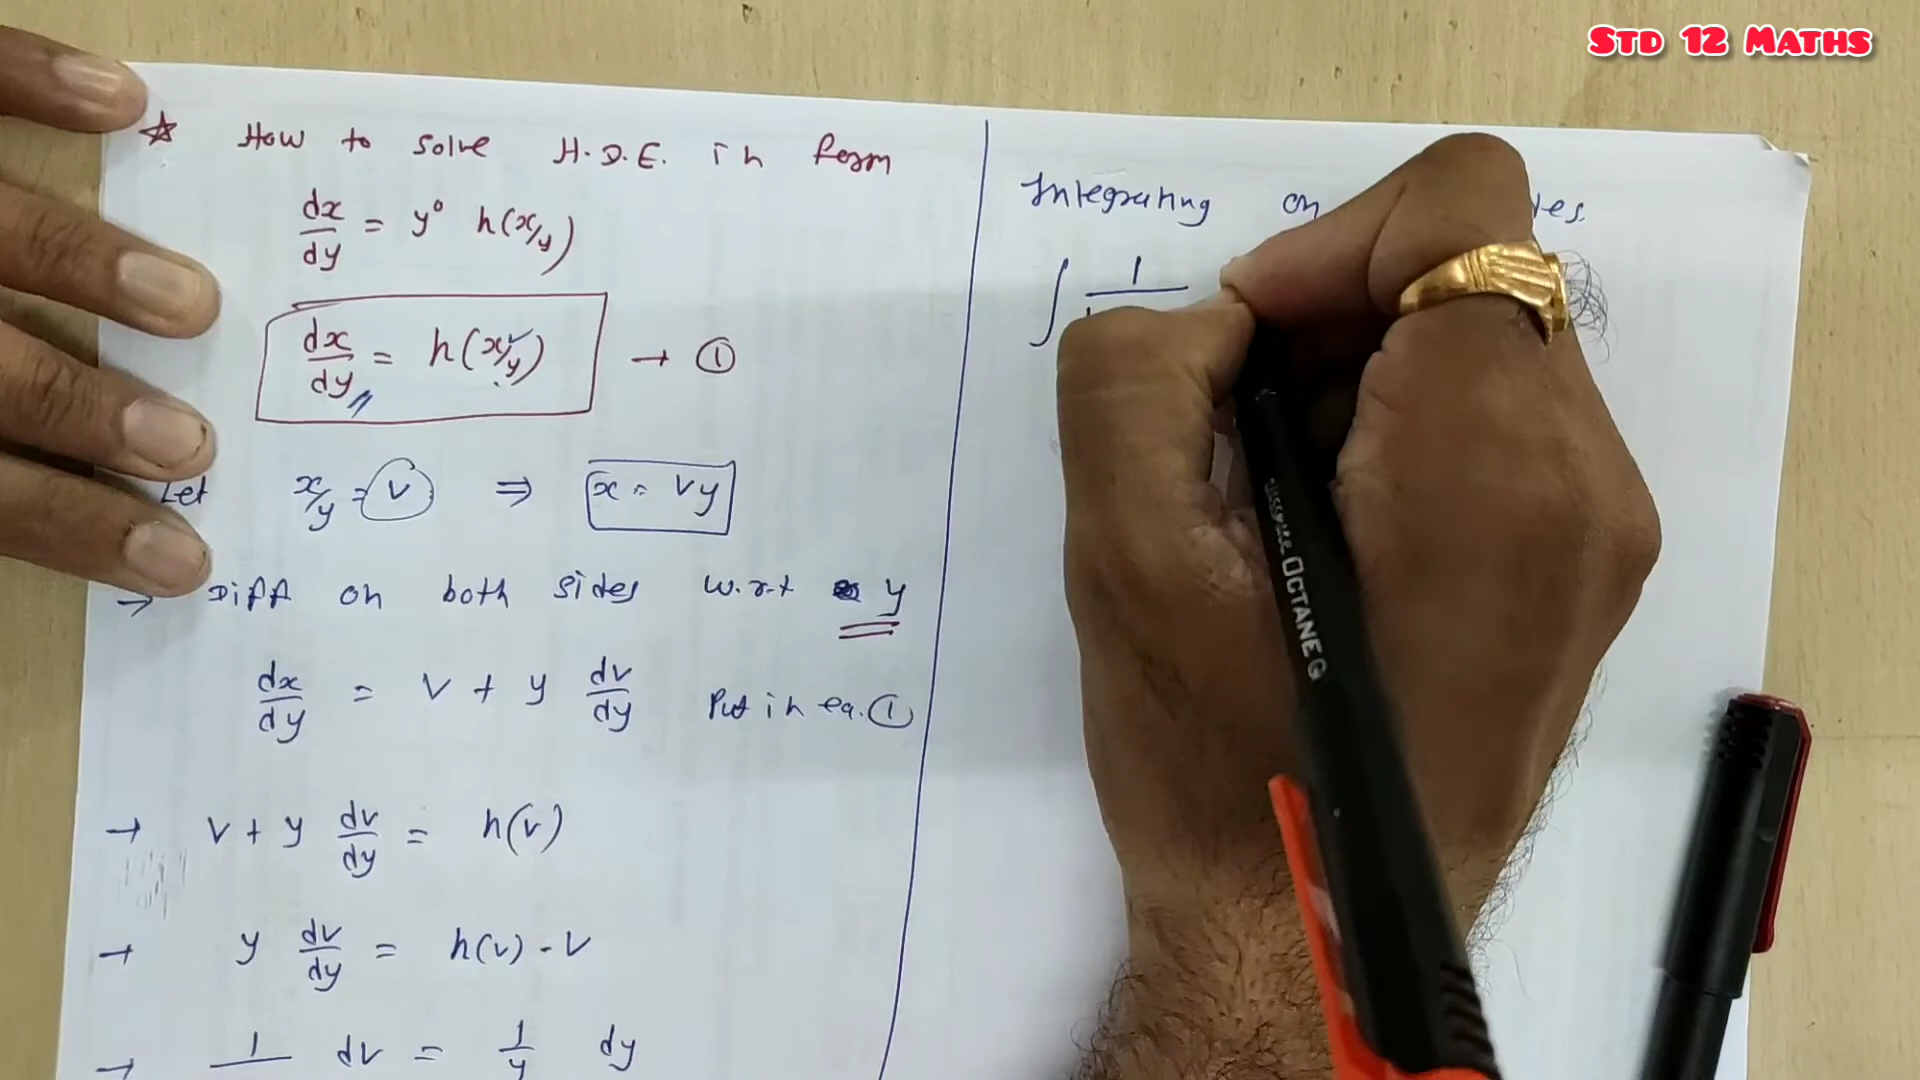 STD 12 MATHS
☆ How to solve H.D.E. in form
dx/dy = y⁰ h(x/y)
dx/dy = h(x/y) → ①
Let x/y = v ⇒ x = vy
→ Diff on both sides w.r.t y
dx/dy = v + y dv/dy Put in eq. ①
→ v + y dv/dy = h(v)
→ y dv/dy = h(v) - v
→ 1 dv = 1/y dy
Integrating on
∫ 1
OCTANE G